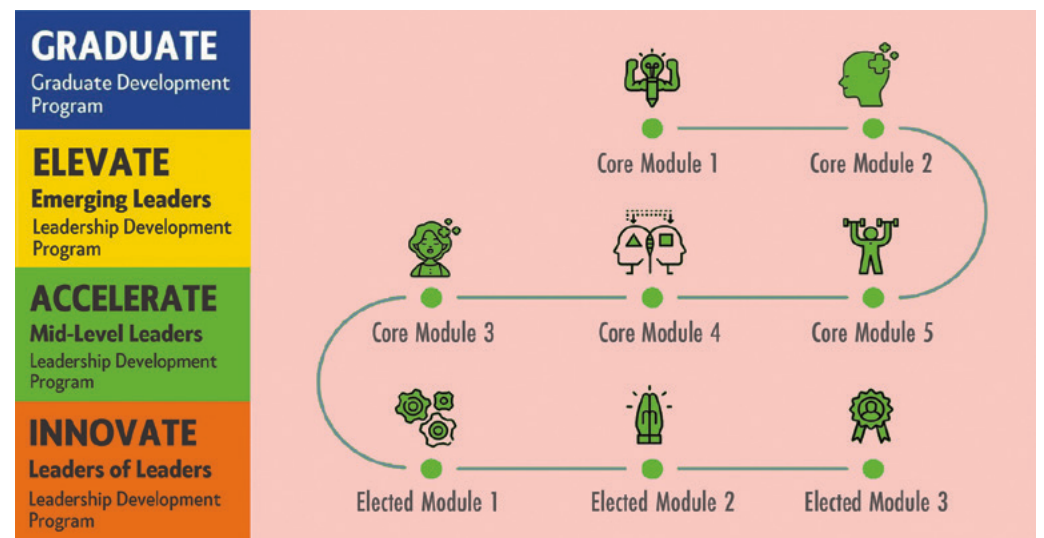 GRADUATE
Graduate Development
Program
ELEVATE
Emerging Leaders
Leadership Development
Program
ACCELERATE
Mid-Level Leaders
Leadership Development
Program
INNOVATE
Leaders of Leaders
Leadership Development
Program
Core Module 1
Core Module 2
Core Module 3
Core Module 4
Core Module 5
Elected Module 1
Elected Module 2
Elected Module 3